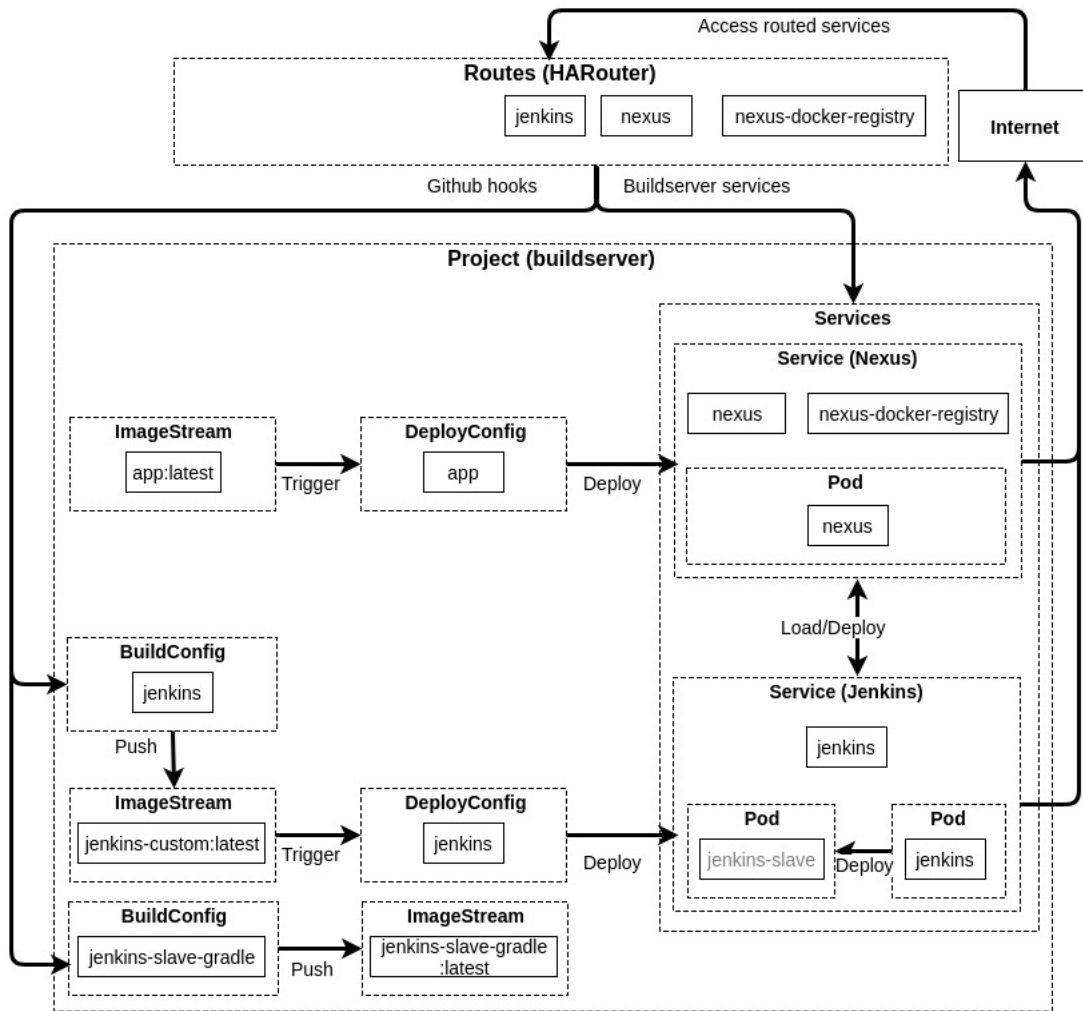 Access routed services
Routes (HARouter)
jenkins
nexus
nexus-docker-registry
Internet
Github hooks
Buildserver services
Project (buildserver)
Services
Service (Nexus)
nexus
nexus-docker-registry
ImageStream
app:latest
Trigger
DeployConfig
app
Deploy
Pod
nexus
Load/Deploy
BuildConfig
jenkins
Push
Service (Jenkins)
jenkins
ImageStream
jenkins-custom:latest
Trigger
DeployConfig
jenkins
Deploy
Pod
jenkins-slave
Deploy
Pod
jenkins
BuildConfig
jenkins-slave-gradle
Push
ImageStream
jenkins-slave-gradle
:latest